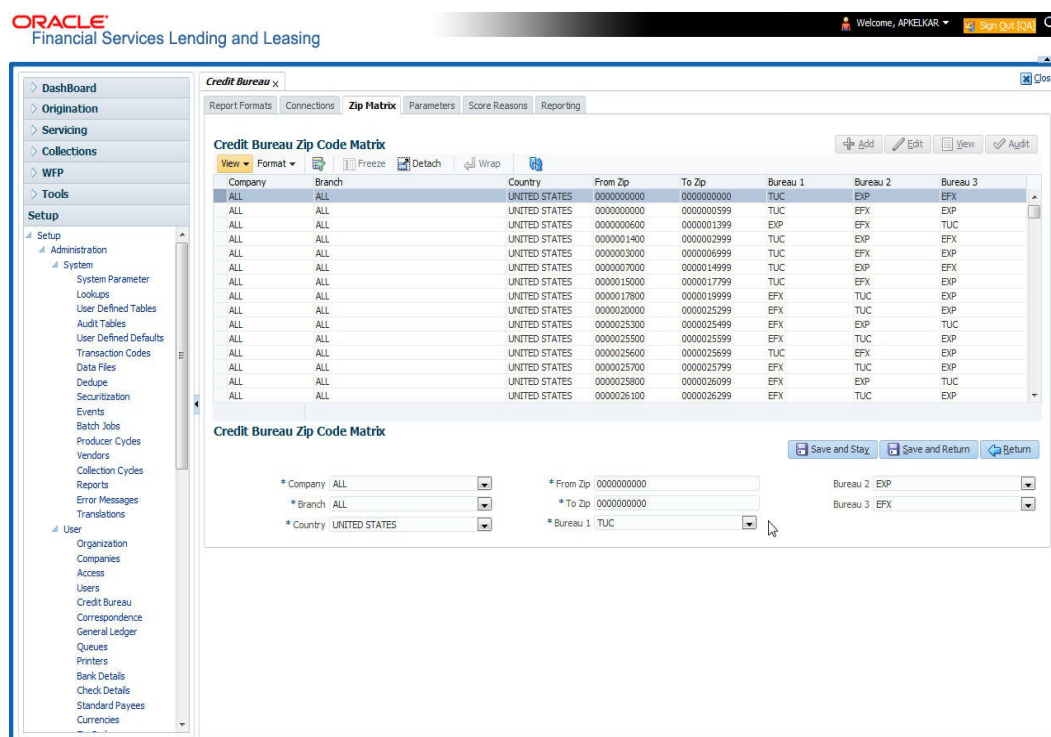 ORACLE
Financial Services Lending and Leasing
Welcome, APKELKAR
Sign Out [QA]
DashBoard
Origination
Servicing
Collections
WFP
Tools
Setup
Setup
Administration
System
System Parameter
Lookups
User Defined Tables
Audit Tables
User Defined Defaults
Transaction Codes
Data Files
Dedupe
Securitization
Events
Batch Jobs
Producer Cycles
Vendors
Collection Cycles
Reports
Error Messages
Translations
User
Organization
Companies
Access
Users
Credit Bureau
Correspondence
General Ledger
Queues
Printers
Bank Details
Check Details
Standard Payees
Currencies
Credit Bureau X
Clos
Report Formats Connections Zip Matrix Parameters Score Reasons Reporting
Credit Bureau Zip Code Matrix
Add Edit View Audit
View Format Freeze Detach Wrap
Company Branch Country From Zip To Zip Bureau 1 Bureau 2 Bureau 3
ALL ALL UNITED STATES 0000000000 0000000000 TUC EXP EFX
ALL ALL UNITED STATES 0000000000 0000000599 TUC EFX EXP
ALL ALL UNITED STATES 0000000600 0000001399 EXP EFX TUC
ALL ALL UNITED STATES 0000001400 0000002999 TUC EXP EFX
ALL ALL UNITED STATES 0000003000 0000006999 TUC EFX EXP
ALL ALL UNITED STATES 0000007000 0000014999 TUC EXP EFX
ALL ALL UNITED STATES 0000015000 0000017799 TUC EFX EXP
ALL ALL UNITED STATES 0000017800 0000019999 EFX TUC EXP
ALL ALL UNITED STATES 0000020000 0000025299 EFX TUC EXP
ALL ALL UNITED STATES 0000025300 0000025499 EFX EXP TUC
ALL ALL UNITED STATES 0000025500 0000025599 EFX TUC EXP
ALL ALL UNITED STATES 0000025600 0000025699 TUC EFX EXP
ALL ALL UNITED STATES 0000025700 0000025799 EFX TUC EXP
ALL ALL UNITED STATES 0000025800 0000026099 EFX EXP TUC
ALL ALL UNITED STATES 0000026100 0000026299 EFX TUC EXP
Credit Bureau Zip Code Matrix
Save and Stay Save and Return Return
* Company ALL * From Zip 0000000000 Bureau 2 EXP
* Branch ALL * To Zip 0000000000 Bureau 3 EFX
* Country UNITED STATES * Bureau 1 TUC